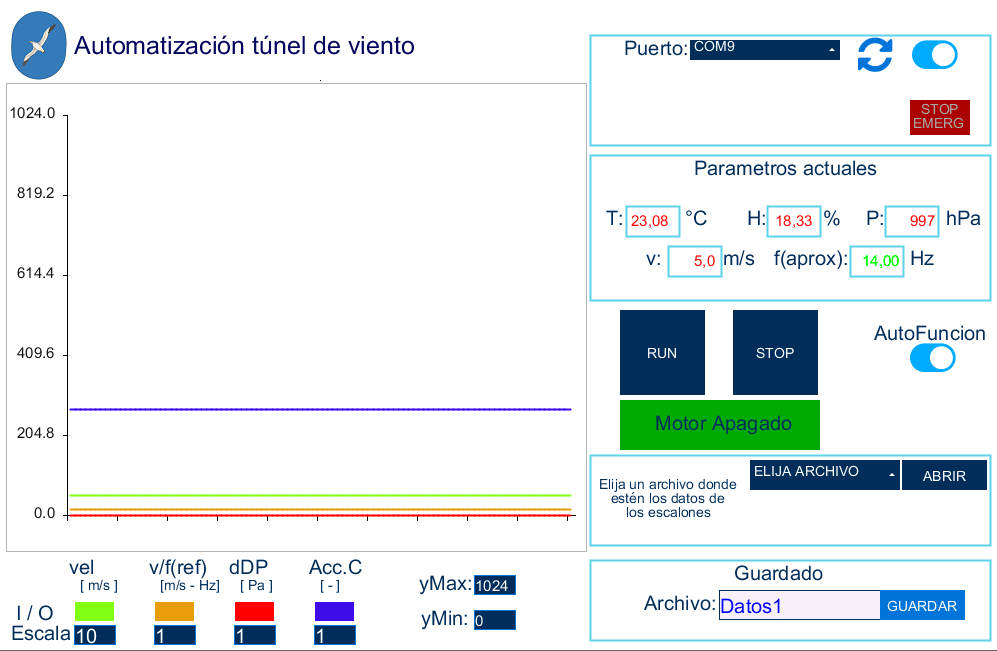 Automatización túnel de viento
Puerto: COM9
STOP
EMERG
1024.0
819.2
614.4
409.6
204.8
0.0
Parametros actuales
T: 23,08 °C H: 18,33 % P: 997 hPa
v: 5,0 m/s f(aprox): 14,00 Hz
RUN
STOP
AutoFuncion
Motor Apagado
Elija un archivo donde
estén los datos de
los escalones
ELIJA ARCHIVO
ABRIR
vel v/f(ref) dDP Acc.C
[ m/s ] [m/s - Hz] [ Pa ] [ - ]
I / O
Escala 10 1 1 1
yMax: 1024
yMin: 0
Guardado
Archivo: Datos1 GUARDAR